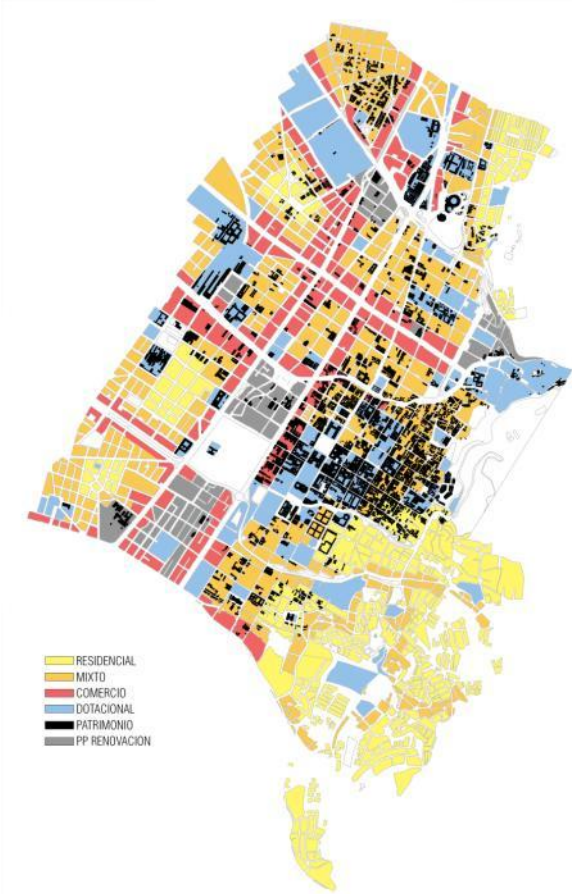 RESIDENCIAL
MIXTO
COMERCIO
DOTACIONAL
PATRIMONIO
PP RENOVACION